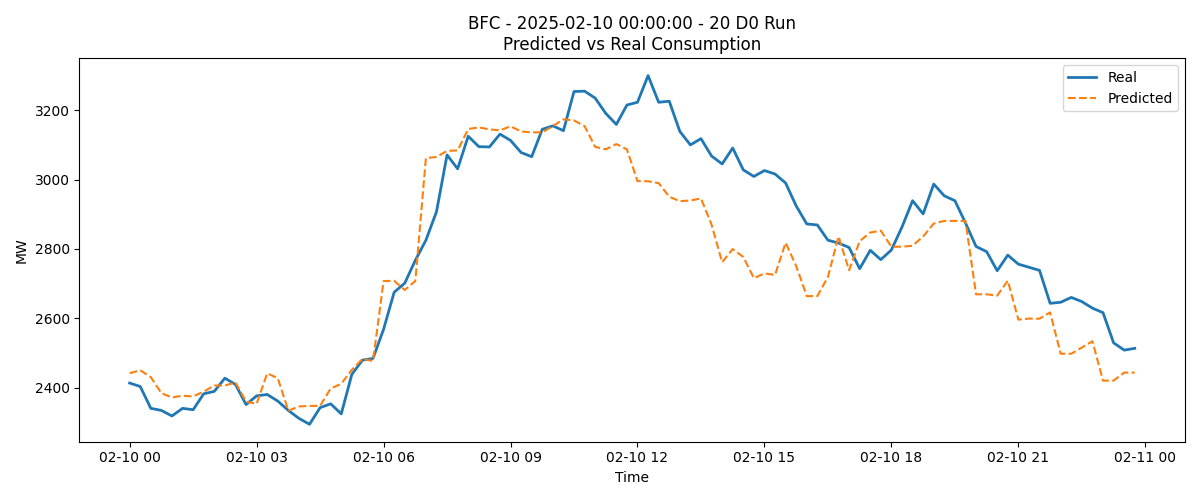 BFC - 2025-02-10 00:00:00 - 20 D0 Run
Predicted vs Real Consumption
Real
Predicted
MW
3200
3000
2800
2600
2400
02-10 00
02-10 03
02-10 06
02-10 09
02-10 12
02-10 15
02-10 18
02-10 21
02-11 00
Time